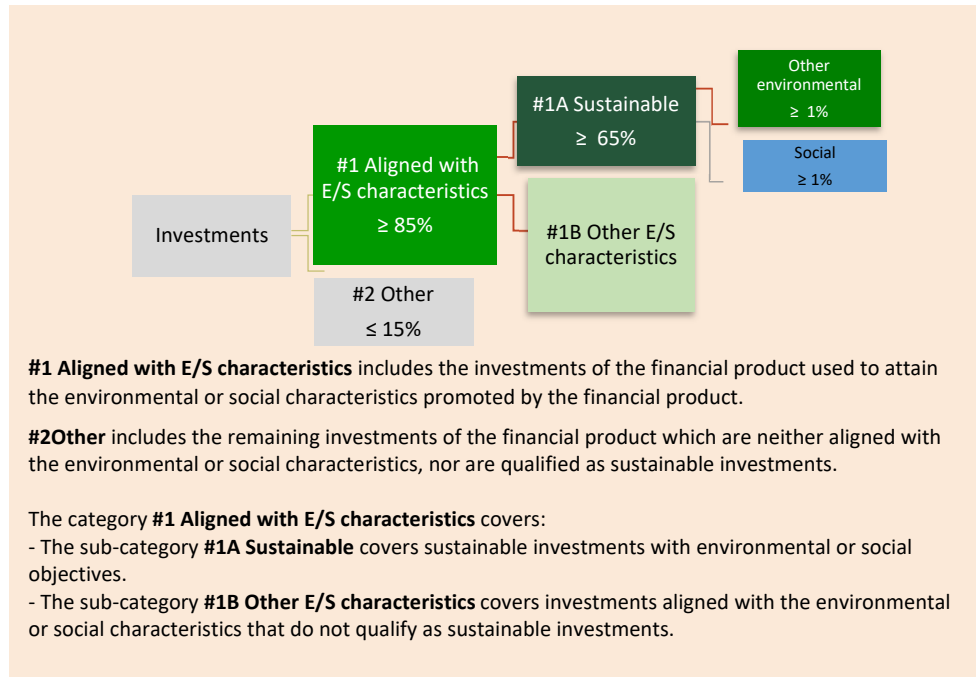 Investments
#1 Aligned with
E/S characteristics
≥ 85%
#2 Other
≤ 15%
#1A Sustainable
≥ 65%
#1B Other E/S
characteristics
Other
environmental
≥ 1%
Social
≥ 1%
#1 Aligned with E/S characteristics includes the investments of the financial product used to attain
the environmental or social characteristics promoted by the financial product.
#2Other includes the remaining investments of the financial product which are neither aligned with
the environmental or social characteristics, nor are qualified as sustainable investments.
The category #1 Aligned with E/S characteristics covers:
- The sub-category #1A Sustainable covers sustainable investments with environmental or social
objectives.
- The sub-category #1B Other E/S characteristics covers investments aligned with the environmental
or social characteristics that do not qualify as sustainable investments.